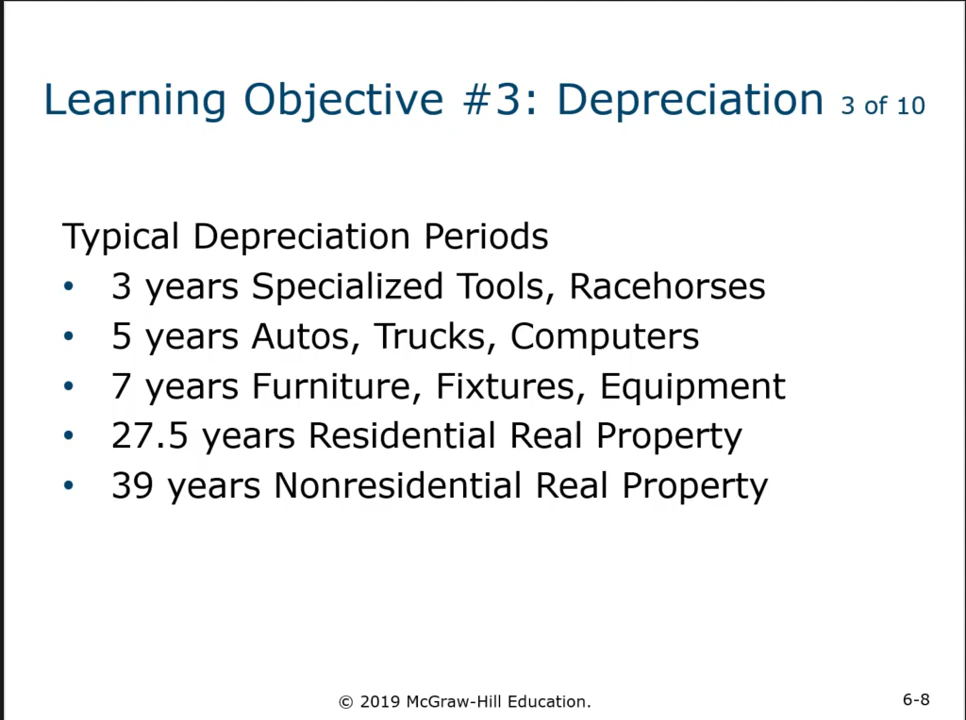 Learning Objective #3: Depreciation 3 of 10
Typical Depreciation Periods
• 3 years Specialized Tools, Racehorses
• 5 years Autos, Trucks, Computers
• 7 years Furniture, Fixtures, Equipment
• 27.5 years Residential Real Property
• 39 years Nonresidential Real Property
© 2019 McGraw-Hill Education.
6-8